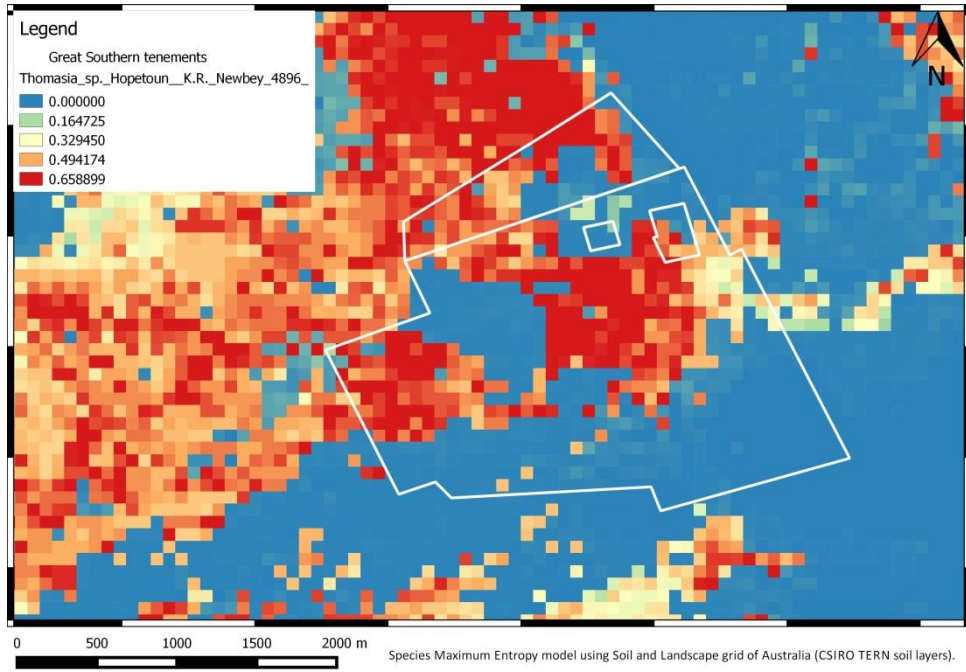 Legend
Great Southern tenements
Thomasia_sp._Hopetoun__K.R._Newbey_4896_
0.000000
0.164725
0.329450
0.494174
0.658899
N
0 500 1000 1500 2000 m
Species Maximum Entropy model using Soil and Landscape grid of Australia (CSIRO TERN soil layers).